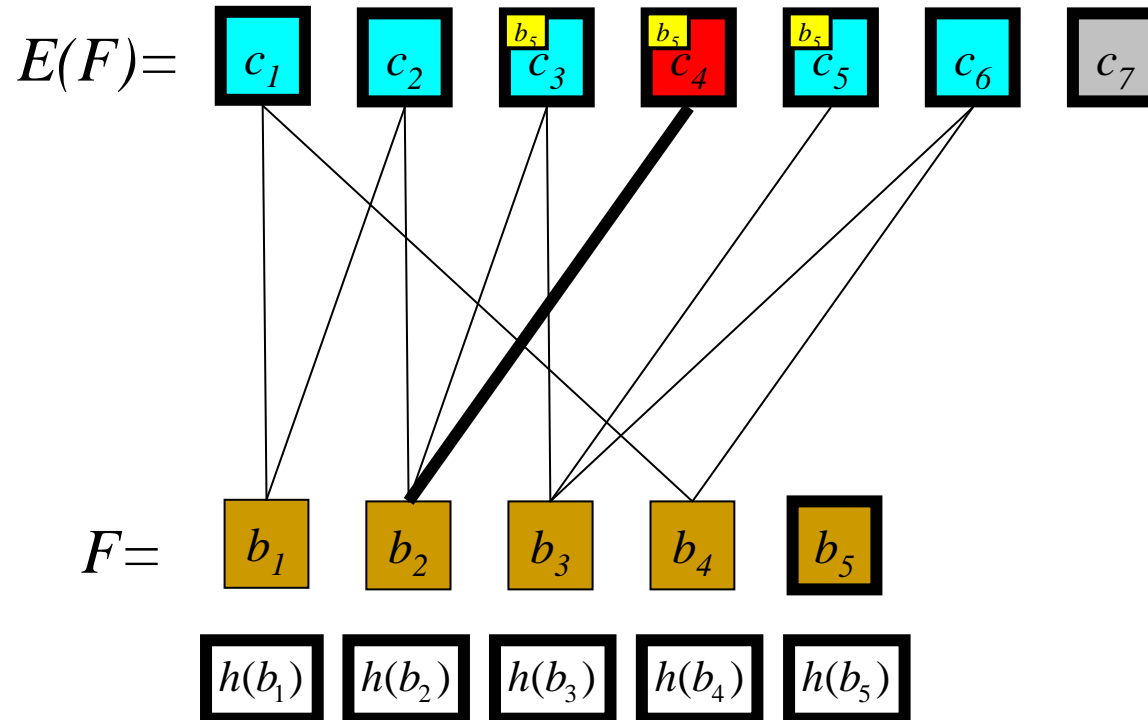 b₅ b₅ b₅
E(F)= c₁ c₂ c₃ c₄ c₅ c₆ c₇
F= b₁ b₂ b₃ b₄ b₅
h(b₁) h(b₂) h(b₃) h(b₄) h(b₅)